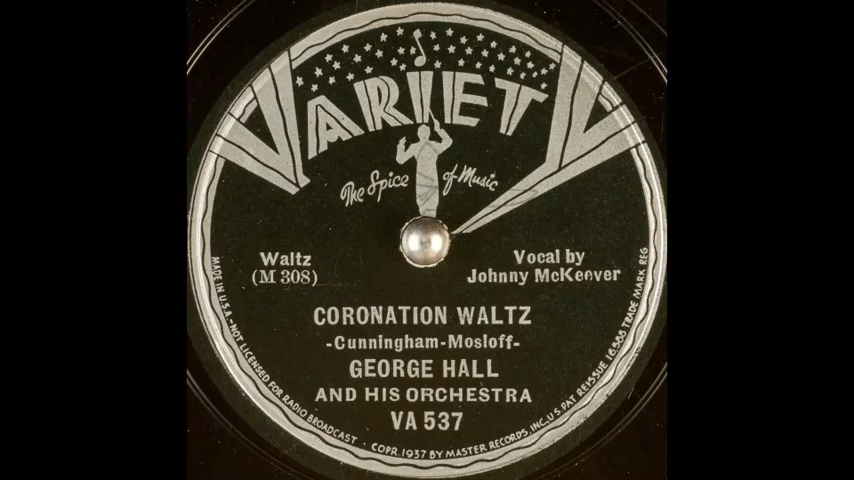 VARIETY
The Spice of Music
Waltz
(M 308)
Vocal by
Johnny McKeever
CORONATION WALTZ
-Cunningham-Mosloff-
GEORGE HALL
AND HIS ORCHESTRA
VA 537
MADE IN U.S.A. - NOT LICENSED FOR RADIO BROADCAST · COPR. 1937 BY MASTER RECORDS, INC. U.S. PAT. REISSUE 16588 TRADE MARK REG